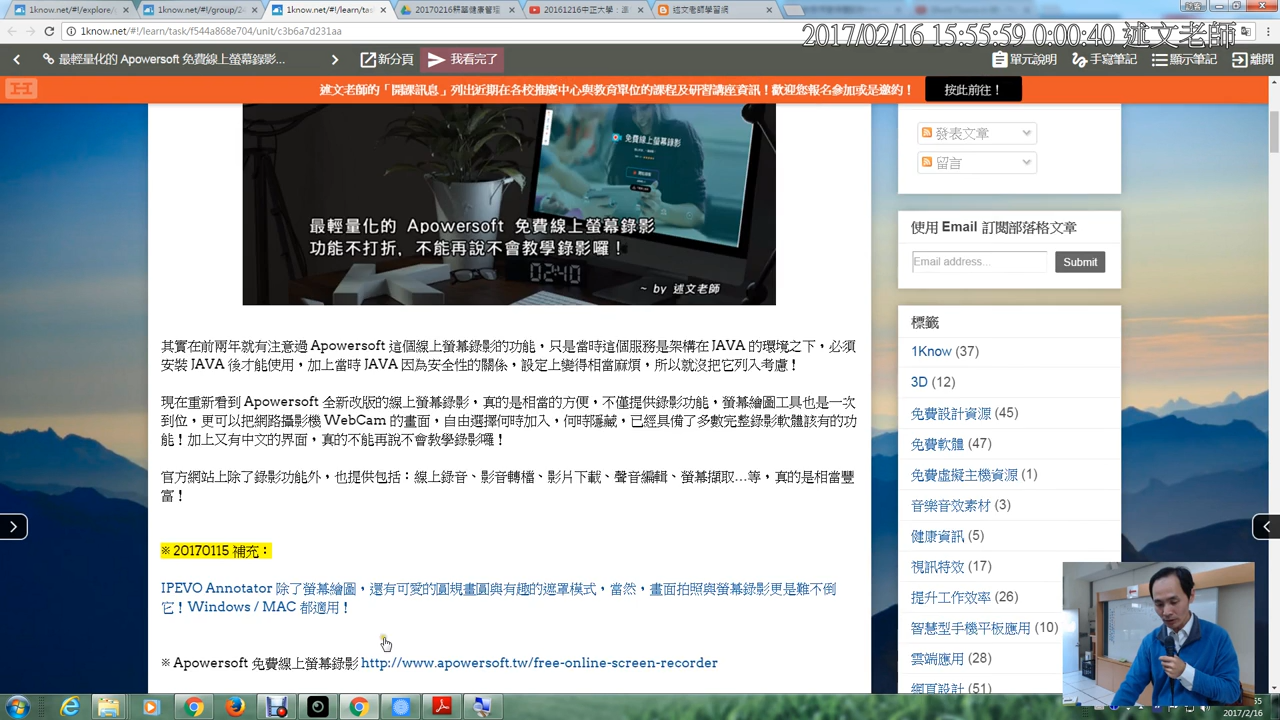 1know.net/#!/explore/
1know.net/#!/group/2
1know.net/#!/learn/tas
20170216照基健康管理
20161216中正大學：
述文老師學習網
1know.net/#!/learn/task/f544a868e704/unit/c3b6a7d231aa
2017/02/16 15:55:59 0:00:40 述文老師
最輕量化的 Apowersoft 免費線上螢幕錄影...
新分頁
我看完了
單元說明
手寫筆記
顯示筆記
離開
述文老師的「開課訊息」列出近期在各校推廣中心與教育單位的課程及研習講座資訊！歡迎您報名參加或是邀約！
按此前往！
免費線上螢幕錄影
最輕量化的 Apowersoft 免費線上螢幕錄影
功能不打折，不能再說不會教學錄影囉！
02:40
~ by 述文老師
其實在前兩年就有注意過 Apowersoft 這個線上螢幕錄影的功能，只是當時這個服務是架構在 JAVA 的環境之下，必須
安裝 JAVA 後才能使用，加上當時 JAVA 因為安全性的關係，設定上變得相當麻煩，所以就沒把它列入考慮！
現在重新看到 Apowersoft 全新改版的線上螢幕錄影，真的是相當的方便，不僅提供錄影功能，螢幕繪圖工具也是一次
到位，更可以把網路攝影機 WebCam 的畫面，自由選擇何時加入，何時隱藏，已經具備了多數完整錄影軟體該有的功
能！加上又有中文的界面，真的不能再說不會教學錄影囉！
官方網站上除了錄影功能外，也提供包括：線上錄音、影音轉檔、影片下載、聲音編輯、螢幕擷取...等，真的是相當豐
富！
※ 20170115 補充：
IPEVO Annotator 除了螢幕繪圖，還有可愛的圓規畫圓與有趣的遮罩模式，當然，畫面拍照與螢幕錄影更是難不倒
它！Windows / MAC 都適用！
※ Apowersoft 免費線上螢幕錄影 http://www.apowersoft.tw/free-online-screen-recorder
發表文章
留言
使用 Email 訂閱部落格文章
Email address...
Submit
標籤
1Know (37)
3D (12)
免費設計資源 (45)
免費軟體 (47)
免費虛擬主機資源 (1)
音樂音效素材 (3)
健康資訊 (5)
視訊特效 (17)
提升工作效率 (26)
智慧型手機平板應用 (10)
雲端應用 (28)
網頁設計 (51)
2017/2/16